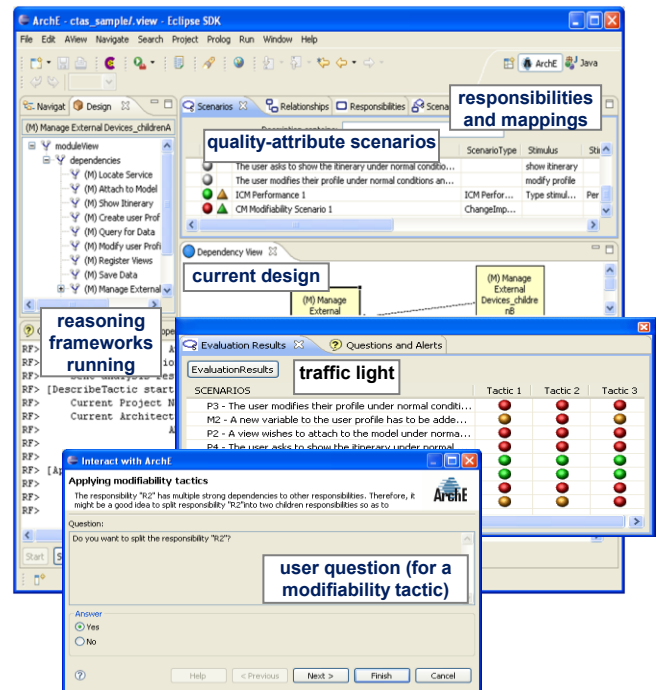 ArchE - ctas_sample/.view - Eclipse SDK
File Edit AView Navigate Search Project Prolog Run Window Help
ArchE Java
Navigat Design
Scenarios Relationships Responsibilities Scena
responsibilities
and mappings
(M) Manage External Devices_childrenA
quality-attribute scenarios
ScenarioType Stimulus
moduleView
dependencies
(M) Locate Service
(M) Attach to Model
(M) Show Itinerary
(M) Create user Prof
(M) Query for Data
(M) Modify user Profi
(M) Register Views
(M) Save Data
(M) Manage External
The user asks to show the itinerary under normal conditio... show itinerary
The user modifies their profile under normal conditions an... modify profile
ICM Performance 1 ICM Perfor... Type stimul... Per
CM Modifiability Scenario 1 ChangeImp...
Dependency View
current design
(M) Manage
External
(M) Manage
External
Devices_childre
nB
reasoning
frameworks
running
RF>
RF>
RF>
RF> [DescribeTactic start
RF> Current Project N
RF> Current Architect
RF>
RF>
RF>
RF> [Ap
RF>
RF>
RF>
Start
Evaluation Results Questions and Alerts
EvaluationResults
traffic light
SCENARIOS Tactic 1 Tactic 2 Tactic 3
P3 - The user modifies their profile under normal conditi...
M2 - A new variable to the user profile has to be adde...
P2 - A view wishes to attach to the model under norma...
P4 - The user asks to show the itinerary under normal
Interact with ArchE
Applying modifiability tactics
The responsibility "R2" has multiple strong dependencies to other responsibilities. Therefore, it
might be a good idea to split responsibility "R2"into two children responsibilities so as to
ArchE
Question:
Do you want to split the responsibility "R2"?
user question (for a
modifiability tactic)
Answer
Yes
No
Help < Previous Next > Finish Cancel